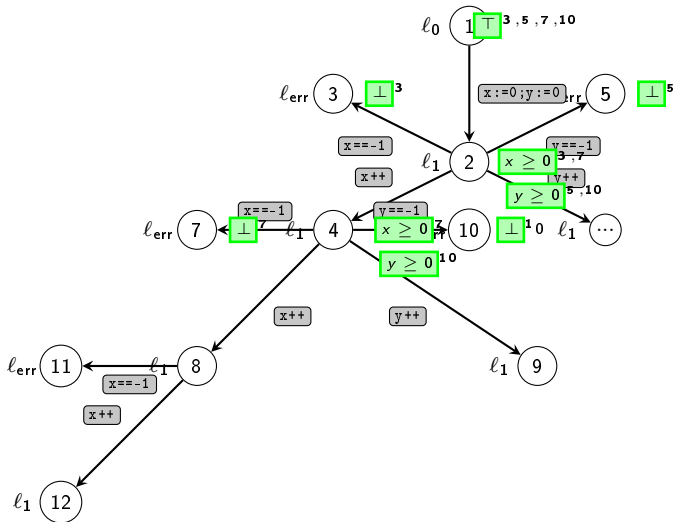 ℓ0 1 ⊤ 3 ,5 ,7 ,10
x:=0;y:=0
ℓerr 3 ⊥ 3 err 5 ⊥ 5
x==-1 y==-1
ℓ1 2 x ≥ 0 3 ,7
x++ y++
y ≥ 0 5 ,10
x==-1 y==-1
ℓerr 7 ⊥ 7 ℓ1 4 x ≥ 0 7 rr 10 ⊥ 10 ℓ1 ...
y ≥ 0 10
x++ y++
ℓerr 11 ℓ1 8 ℓ1 9
x==-1
x++
ℓ1 12